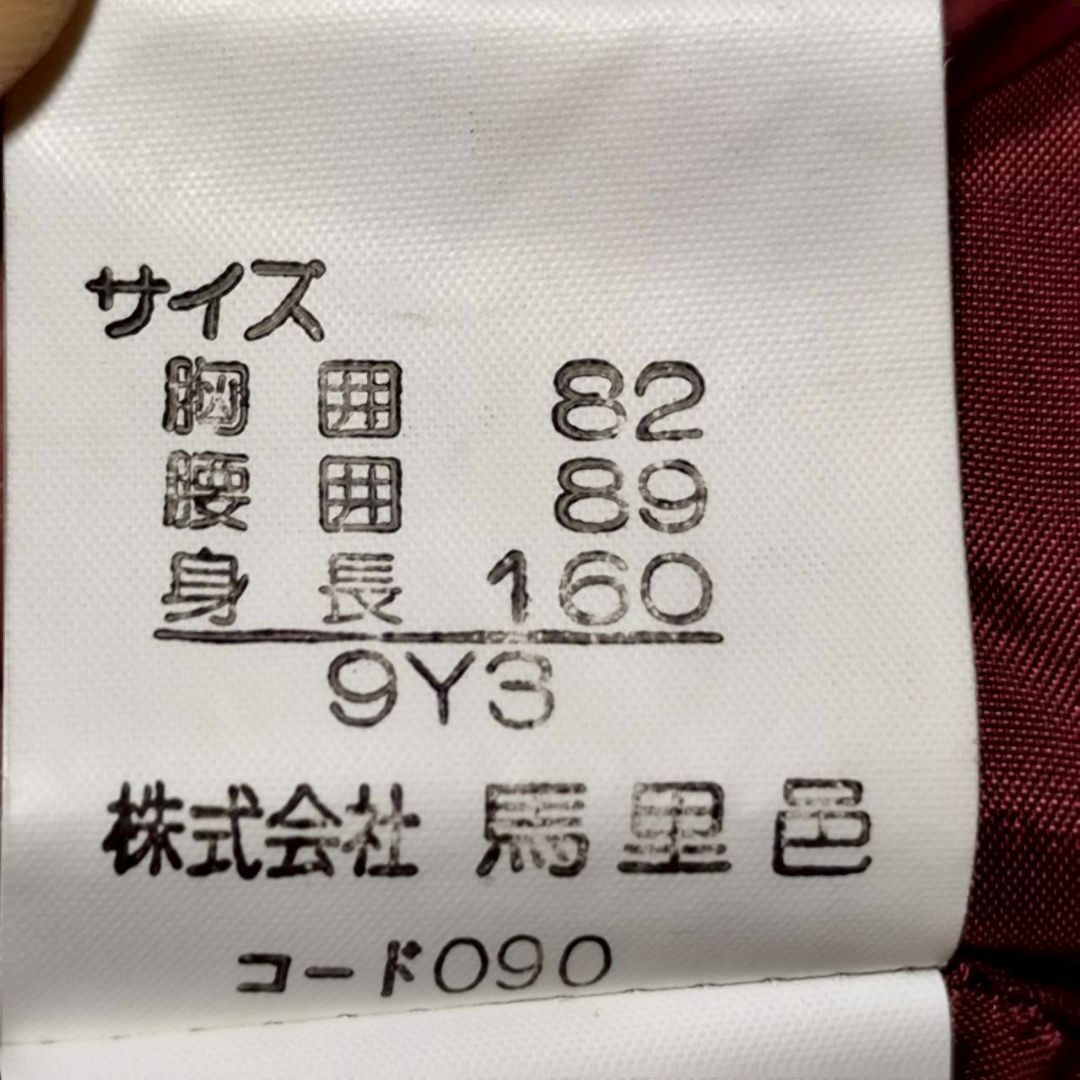 サイズ
胸囲 82
腰囲 89
身長 160
9Y3
株式会社 馬里邑
コード090